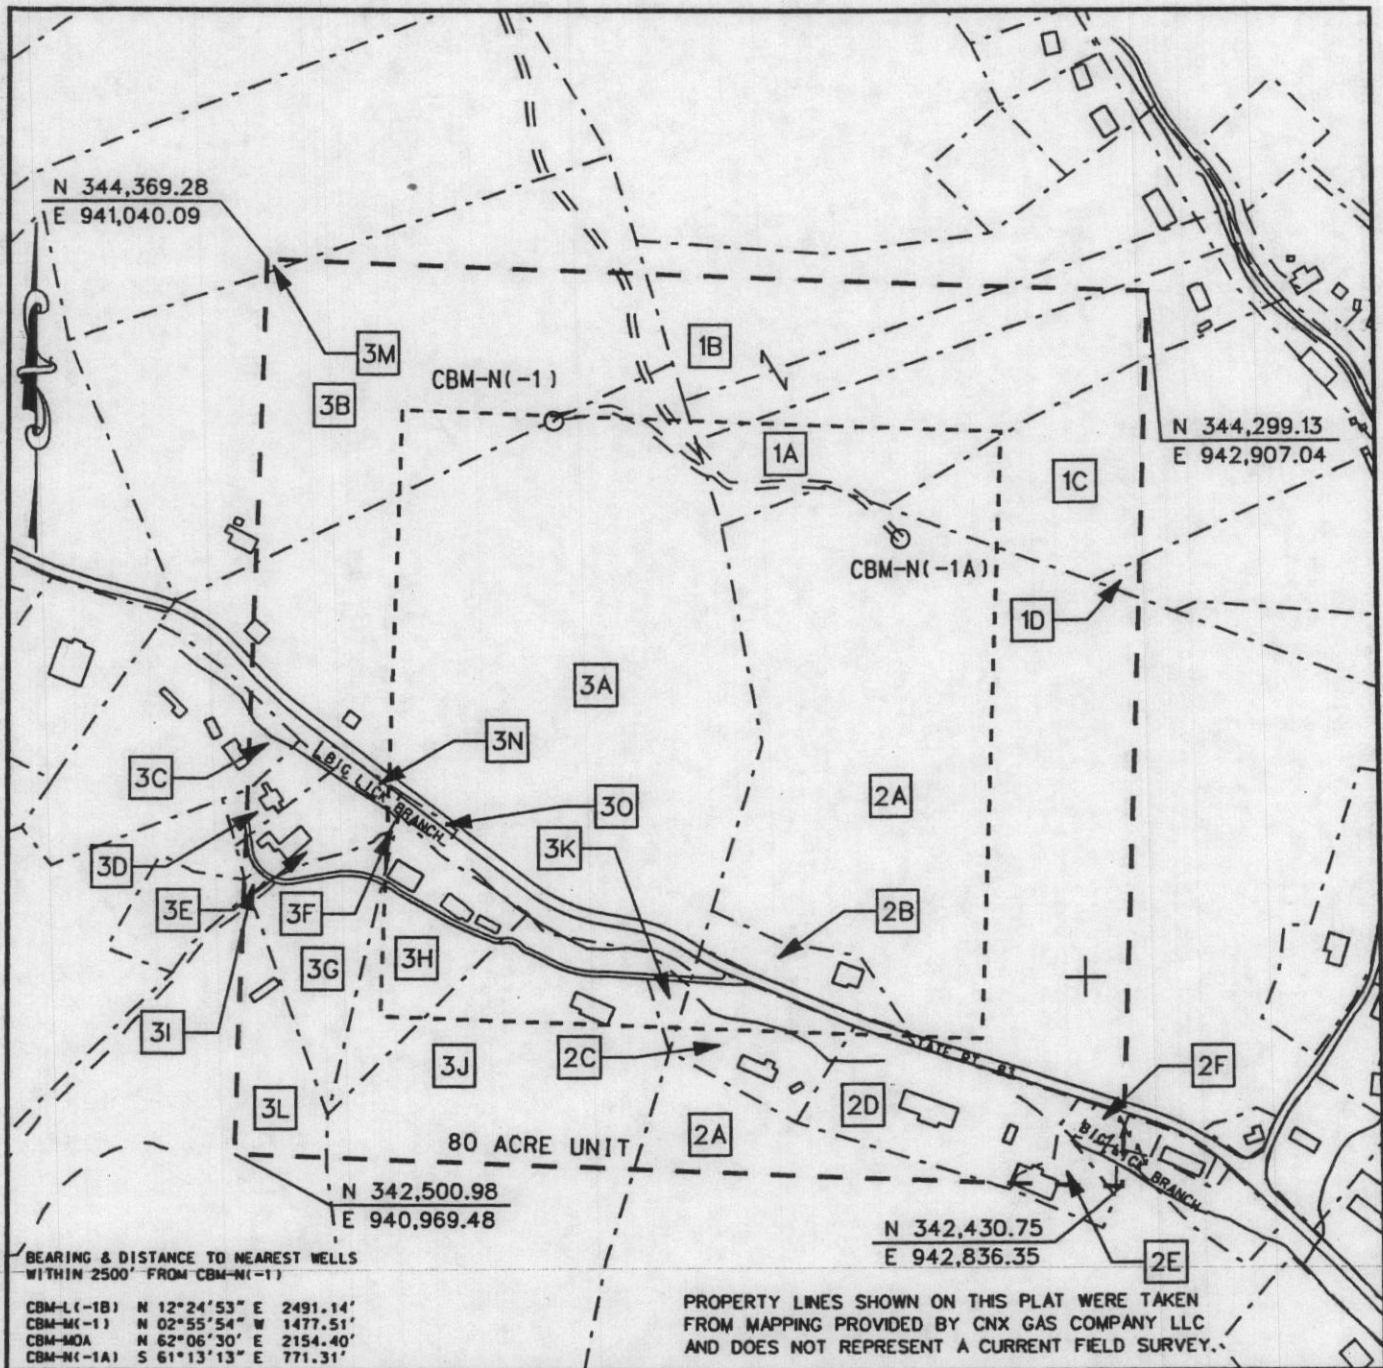 N 344,369.28
E 941,040.09
3M
1B
CBM-N(-1)
3B
N 344,299.13
E 942,907.04
1A
1C
CBM-N(-1A)
1D
3A
3N
BIG LICK BRANCH
3C
3O
2A
3K
3D
3E
3F
2B
3G
3H
3I
2C
3J
STATE RT. 
2F
3L
2D
80 ACRE UNIT
2A
BIG LICK BRANCH
N 342,500.98
E 940,969.48
N 342,430.75
E 942,836.35
2E
BEARING & DISTANCE TO NEAREST WELLS
WITHIN 2500' FROM CBM-N(-1)
CBM-L(-1B) N 12°24'53" E 2491.14'
CBM-M(-1) N 02°55'54" W 1477.51'
CBM-MOA N 62°06'30" E 2154.40'
CBM-N(-1A) S 61°13'13" E 771.31'
PROPERTY LINES SHOWN ON THIS PLAT WERE TAKEN
FROM MAPPING PROVIDED BY CNX GAS COMPANY LLC
AND DOES NOT REPRESENT A CURRENT FIELD SURVEY.